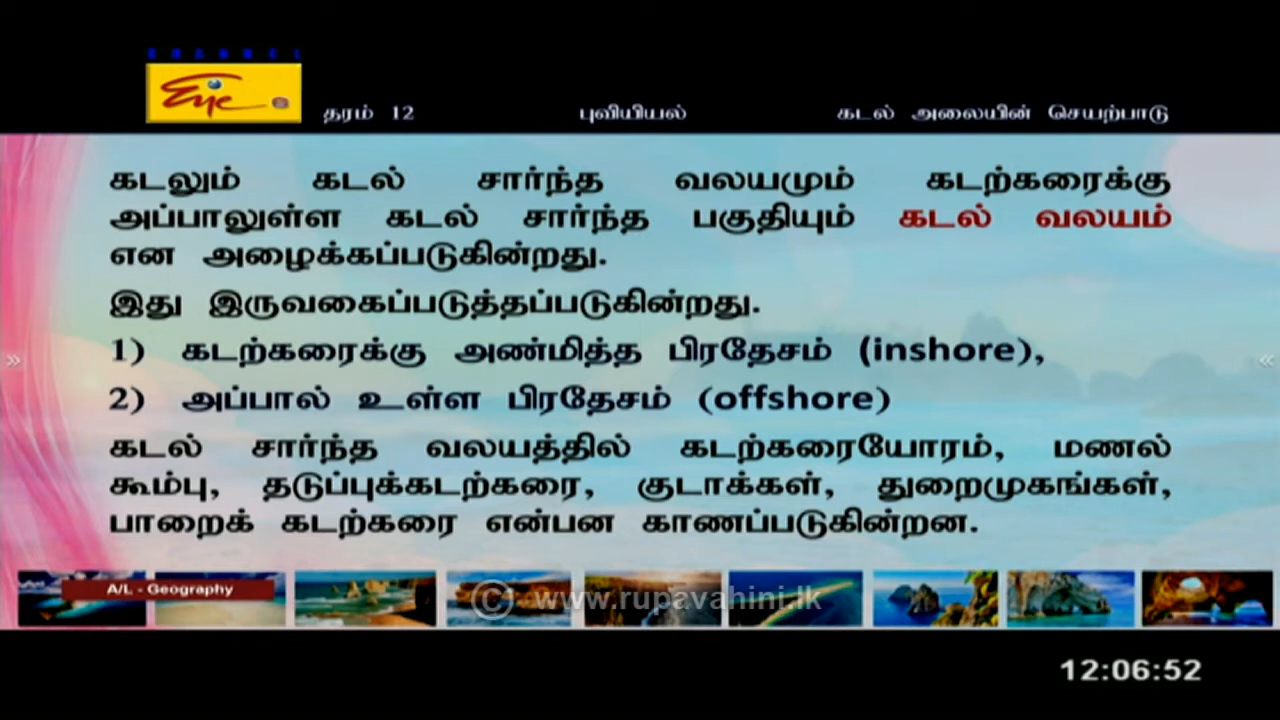 CHANNEL
Eye
தரம் 12 புவியியல் கடல் அலையின் செயற்பாடு
கடலும் கடல் சார்ந்த வலயமும் கடற்கரைக்கு
அப்பாலுள்ள கடல் சார்ந்த பகுதியும் கடல் வலயம்
என அழைக்கப்படுகின்றது.
இது இருவகைப்படுத்தப்படுகின்றது.
1) கடற்கரைக்கு அண்மித்த பிரதேசம் (inshore),
2) அப்பால் உள்ள பிரதேசம் (offshore)
கடல் சார்ந்த வலயத்தில் கடற்கரையோரம், மணல்
கூம்பு, தடுப்புக்கடற்கரை, குடாக்கள், துறைமுகங்கள்,
பாறைக் கடற்கரை என்பன காணப்படுகின்றன.
A/L - Geography
© www.rupavahini.lk
12:06:52